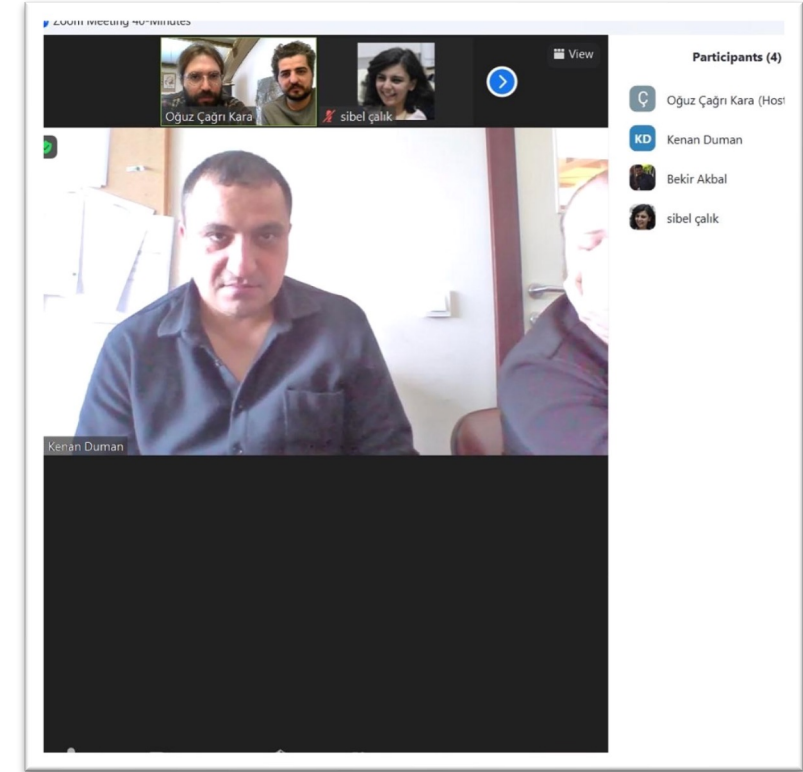 Zoom Meeting 40-Minutes
View
Oğuz Çağrı Kara
sibel çalık
Kenan Duman
Participants (4)
Ç
Oğuz Çağrı Kara (Host
KD
Kenan Duman
Bekir Akbal
sibel çalık